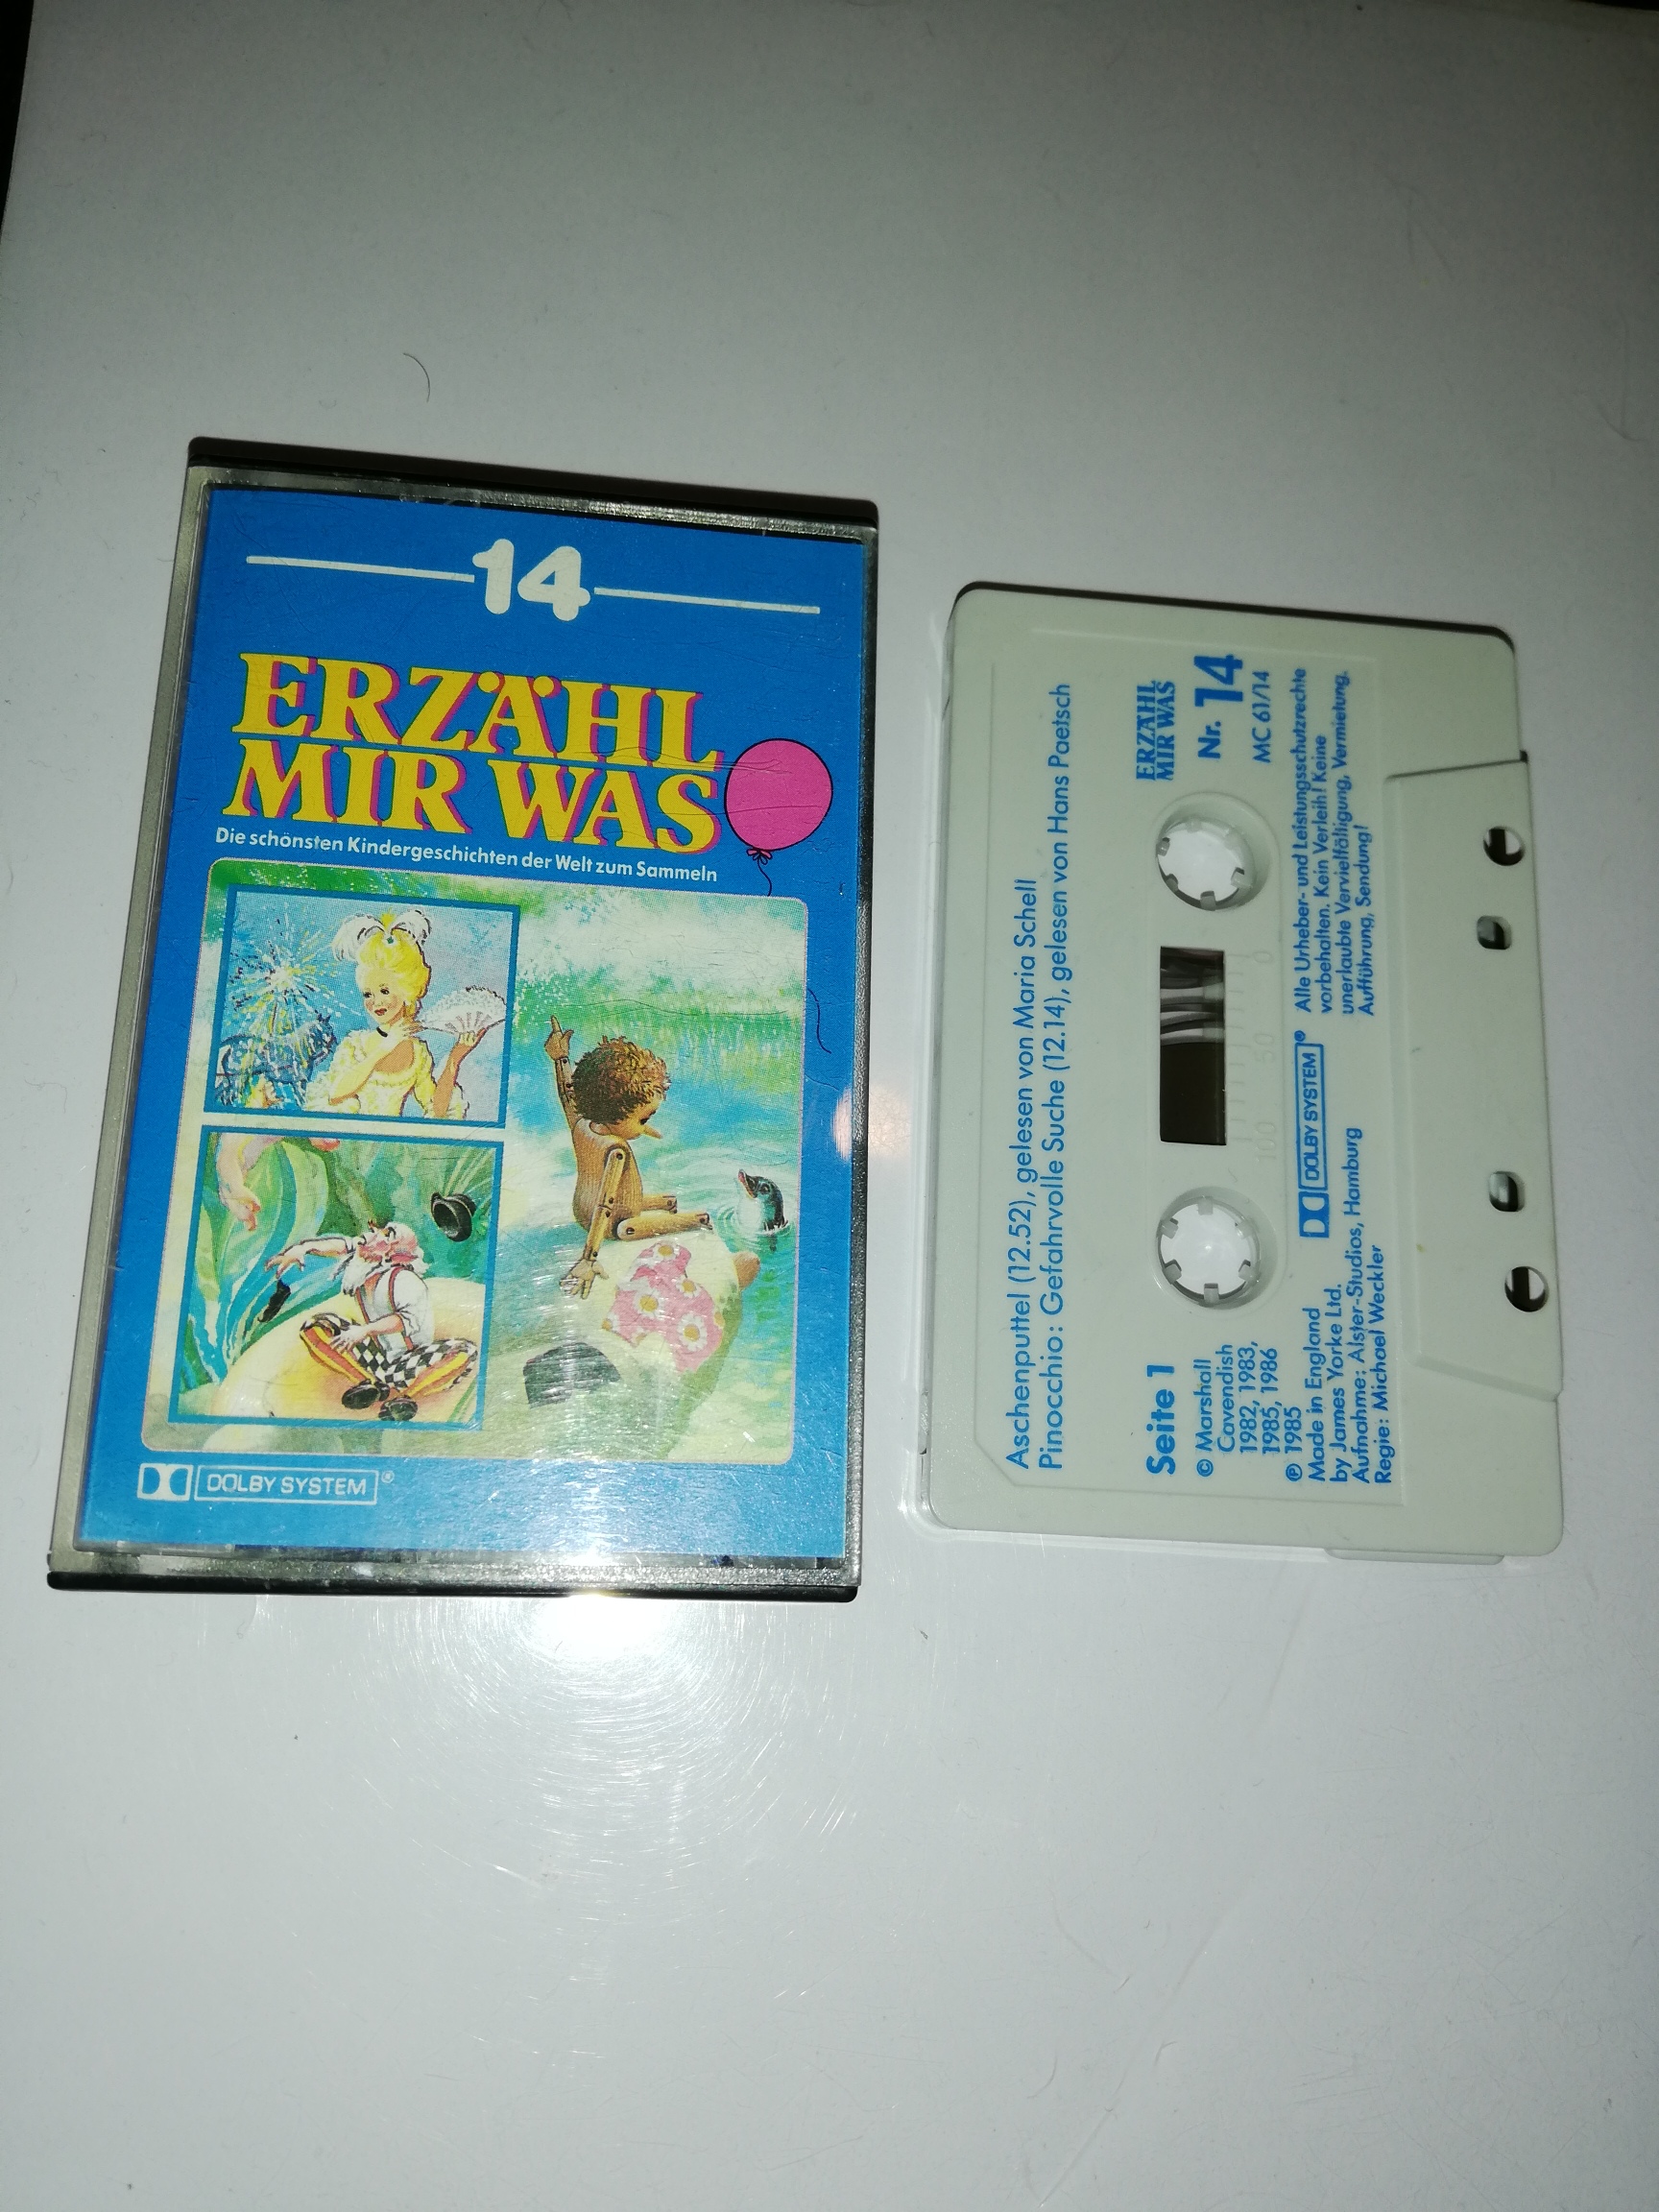 14
ERZÄHL
MIR WAS
Die schönsten Kindergeschichten der Welt zum Sammeln
DOLBY SYSTEM®
Aschenputtel (12.52), gelesen von Maria Schell
Pinocchio: Gefahrvolle Suche (12.14), gelesen von Hans Paetsch
ERZÄHL
MIR WAS
Nr. 14
MC 61/14
Seite 1
© Marshall
Cavendish
1982, 1983,
1985, 1986
℗ 1985
Made in England
by James Yorke Ltd.
Aufnahme: Alster-Studios, Hamburg
Regie: Michael Weckler
100 50 0
DOLBY SYSTEM®
Alle Urheber- und Leistungsschutzrechte
vorbehalten. Kein Verleih! Keine
unerlaubte Vervielfältigung, Vermietung,
Aufführung, Sendung!